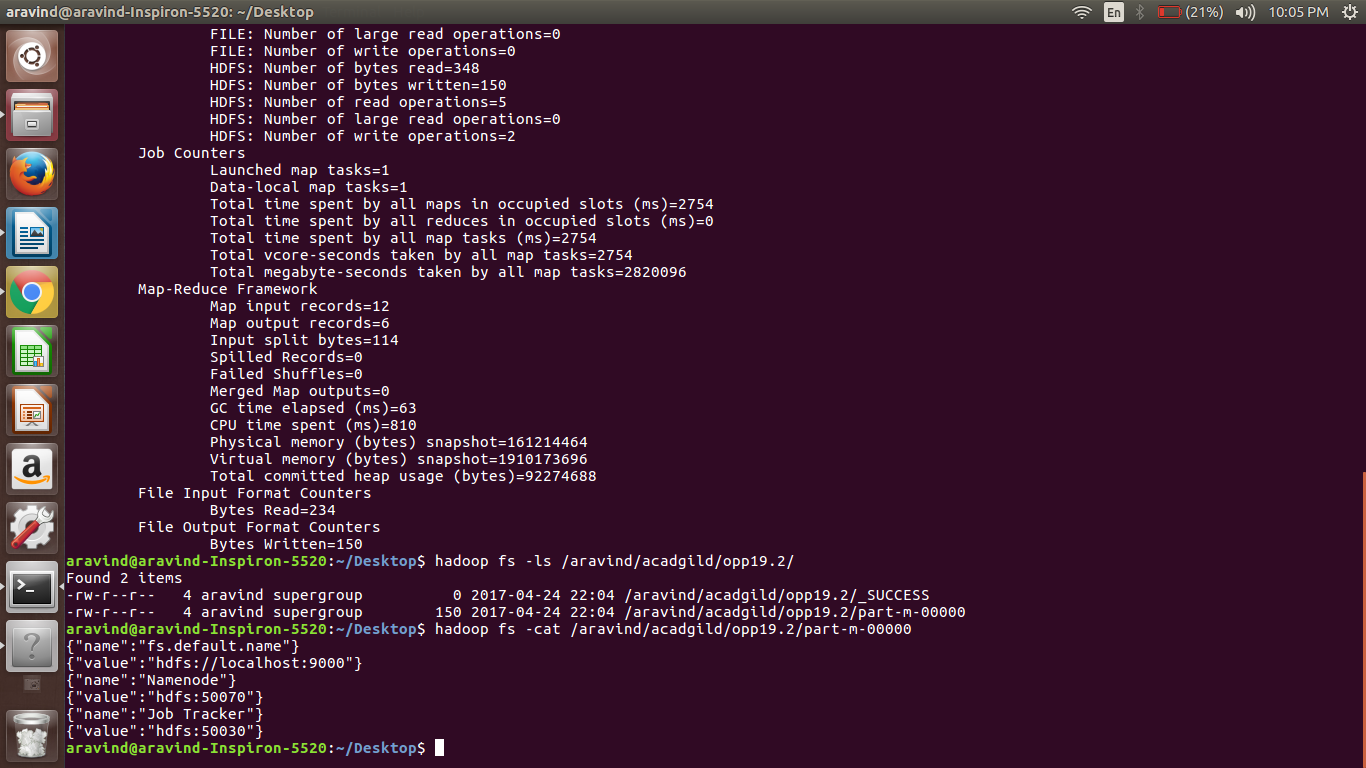 aravind@aravind-Inspiron-5520: ~/Desktop
En
(21%)
10:05 PM
FILE: Number of large read operations=0
FILE: Number of write operations=0
HDFS: Number of bytes read=348
HDFS: Number of bytes written=150
HDFS: Number of read operations=5
HDFS: Number of large read operations=0
HDFS: Number of write operations=2
Job Counters
Launched map tasks=1
Data-local map tasks=1
Total time spent by all maps in occupied slots (ms)=2754
Total time spent by all reduces in occupied slots (ms)=0
Total time spent by all map tasks (ms)=2754
Total vcore-seconds taken by all map tasks=2754
Total megabyte-seconds taken by all map tasks=2820096
Map-Reduce Framework
Map input records=12
Map output records=6
Input split bytes=114
Spilled Records=0
Failed Shuffles=0
Merged Map outputs=0
GC time elapsed (ms)=63
CPU time spent (ms)=810
Physical memory (bytes) snapshot=161214464
Virtual memory (bytes) snapshot=1910173696
Total committed heap usage (bytes)=92274688
File Input Format Counters
Bytes Read=234
File Output Format Counters
Bytes Written=150
aravind@aravind-Inspiron-5520:~/Desktop$ hadoop fs -ls /aravind/acadgild/opp19.2/
Found 2 items
-rw-r--r--   4 aravind supergroup          0 2017-04-24 22:04 /aravind/acadgild/opp19.2/_SUCCESS
-rw-r--r--   4 aravind supergroup        150 2017-04-24 22:04 /aravind/acadgild/opp19.2/part-m-00000
aravind@aravind-Inspiron-5520:~/Desktop$ hadoop fs -cat /aravind/acadgild/opp19.2/part-m-00000
{"name":"fs.default.name"}
{"value":"hdfs://localhost:9000"}
{"name":"Namenode"}
{"value":"hdfs:50070"}
{"name":"Job Tracker"}
{"value":"hdfs:50030"}
aravind@aravind-Inspiron-5520:~/Desktop$